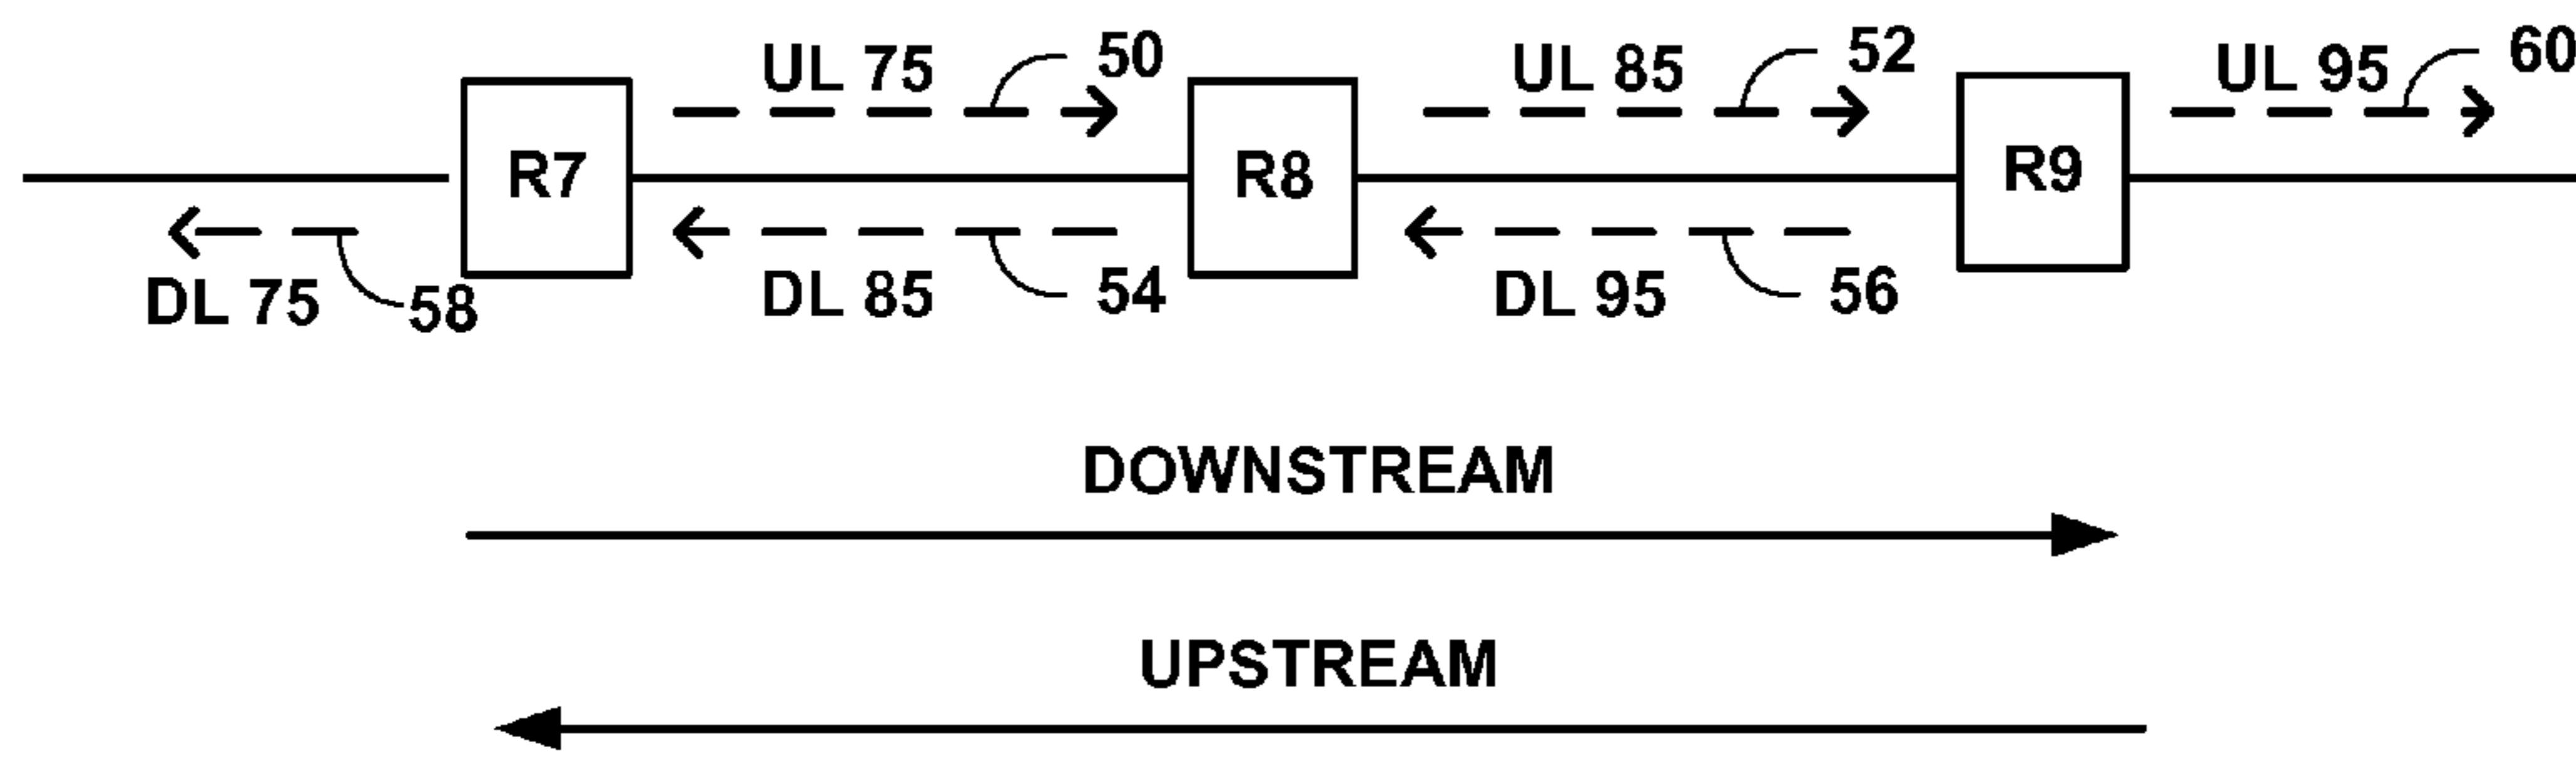 UL 75 50 UL 85 52 UL 95 60
R7 R8 R9
DL 75 58 DL 85 54 DL 95 56
DOWNSTREAM
UPSTREAM